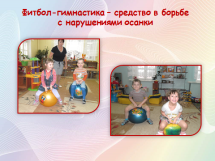 Фитбол-гимнастика – средство в борьбе
с нарушениями осанки